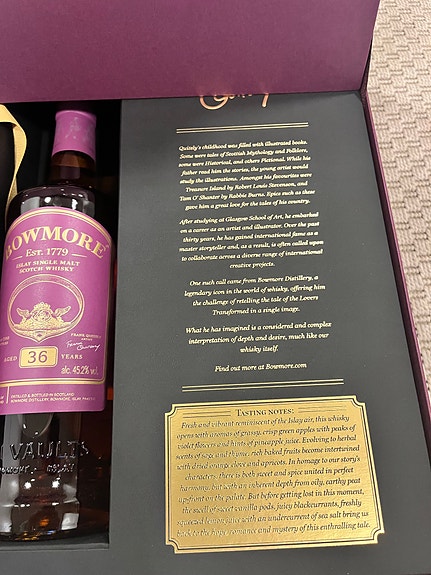 Quitely's childhood was filled with illustrated books.
Some were tales of Scottish Mythology and Folklore,
some were Historical, and others Fictional. While his
father read him the stories, the young artist would
study the illustrations. Amongst his favourites were
Treasure Island by Robert Louis Stevenson, and
Tam O' Shanter by Rabbie Burns. Epics such as these
gave him a great love for the tales of his country.
After studying at Glasgow School of Art, he embarked
on a career as an artist and illustrator. Over the past
thirty years, he has gained international fame as a
master storyteller and, as a result, is often called upon
to collaborate across a diverse range of international
creative projects.
One such call came from Bowmore Distillery, a
legendary icon in the world of whisky, offering him
the challenge of retelling the tale of the Lovers
Transformed in a single image.
What he has imagined is a considered and complex
interpretation of depth and desire, much like our
whisky itself.
Find out more at Bowmore.com
TASTING NOTES:
Fresh and vibrant reminiscent of the Islay air, this whisky
opens with aromas of grassy, crisp green apples with peaks of
violet flowers and hints of pineapple juice. Evolving to herbal
scents of sage and thyme, rich baked fruits become intertwined
with dried orange, clove and apricots. In homage to our story's
characters, there is both sweet and spice united in perfect
harmony, but with an inherent depth from oily, earthy peat
upfront on the palate. But before getting lost in this moment,
the smell of sweet vanilla pods, juicy blackcurrants, freshly
squeezed lemon juice with an undercurrent of sea salt bring us
back to the hope, romance and mystery of this enthralling tale.
BOWMORE
EST. 1779
ISLAY SINGLE MALT
SCOTCH WHISKY
FRANK QUITELY
AGED 36 YEARS
alc. 45.2% vol.
DISTILLED & BOTTLED IN SCOTLAND
BOWMORE DISTILLERY, BOWMORE, ISLAY
VAULTS
ISLAY